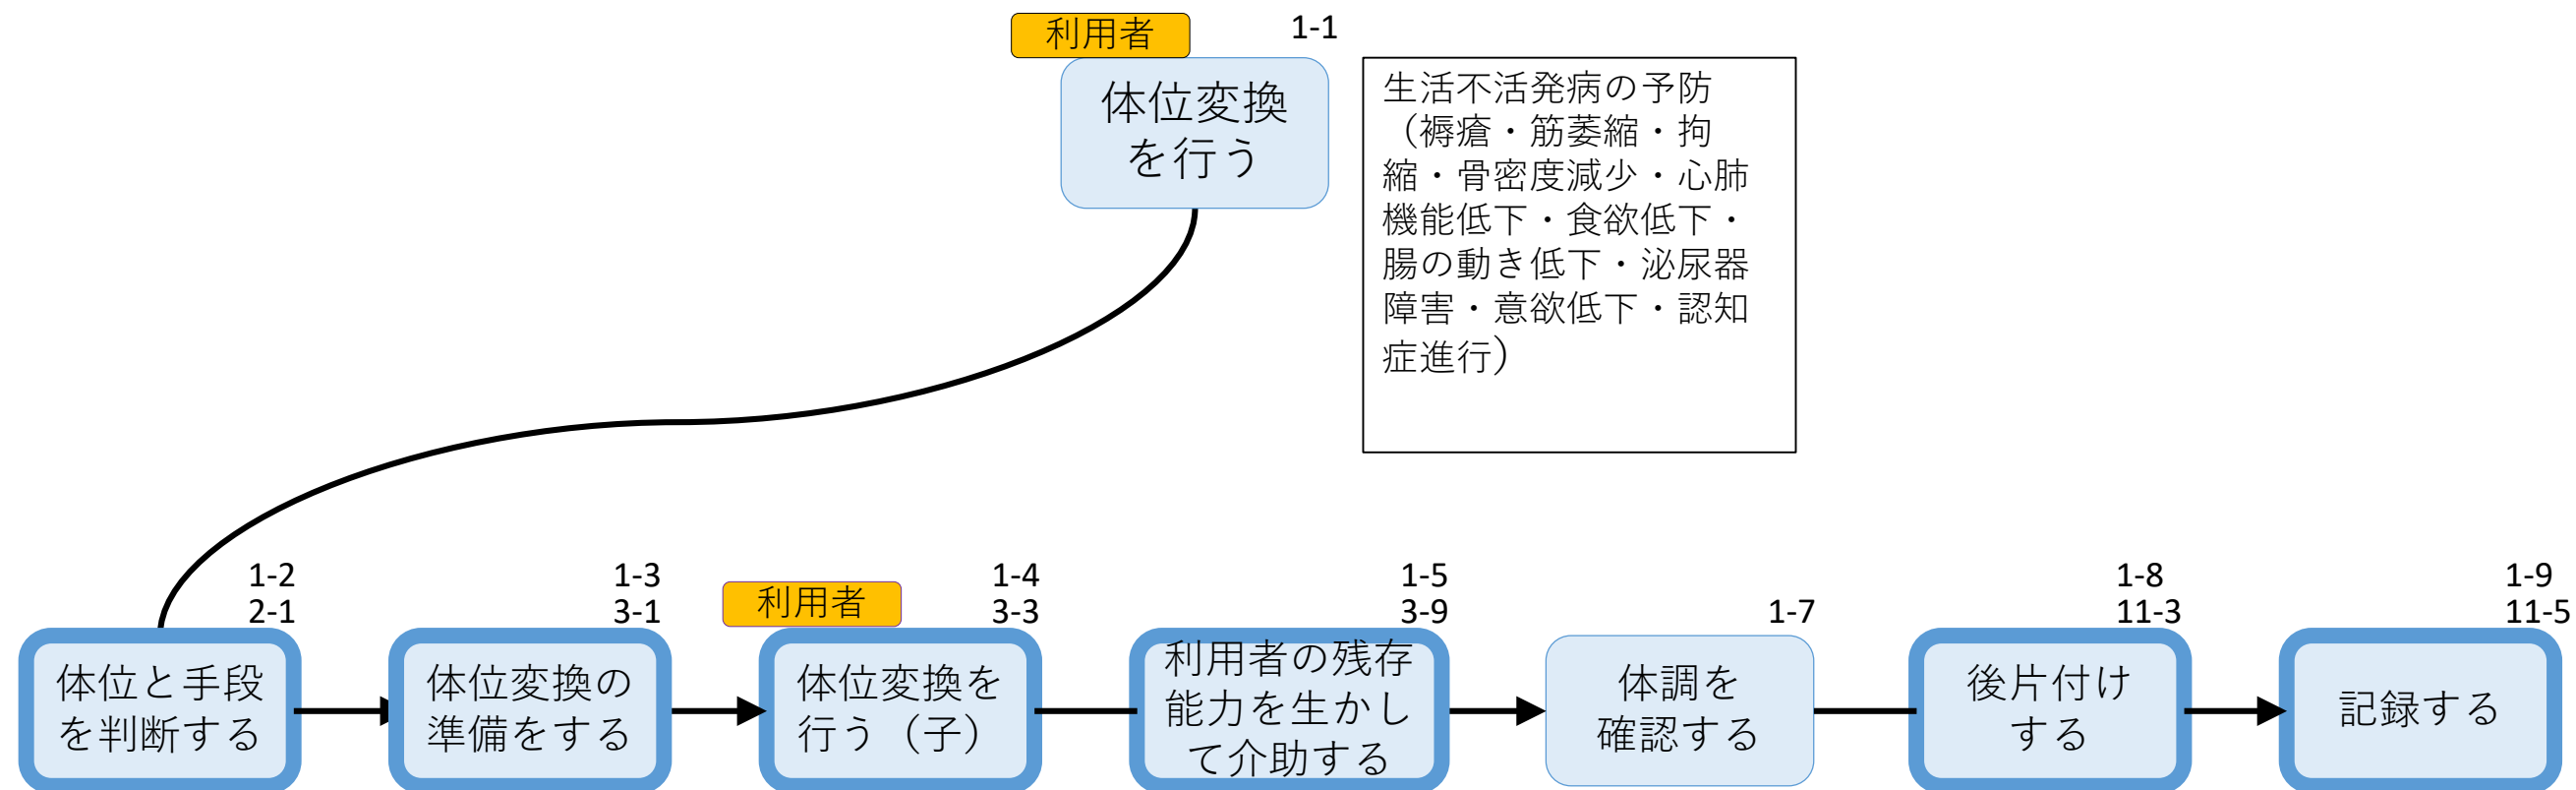 利用者
1-1
体位変換
を行う
生活不活発病の予防
（褥瘡・筋萎縮・拘
縮・骨密度減少・心肺
機能低下・食欲低下・
腸の動き低下・泌尿器
障害・意欲低下・認知
症進行）
1-2
2-1
体位と手段
を判断する
1-3
3-1
体位変換の
準備をする
利用者
1-4
3-3
体位変換を
行う（子）
1-5
3-9
利用者の残存
能力を生かし
て介助する
1-7
体調を
確認する
1-8
11-3
後片付け
する
1-9
11-5
記録する